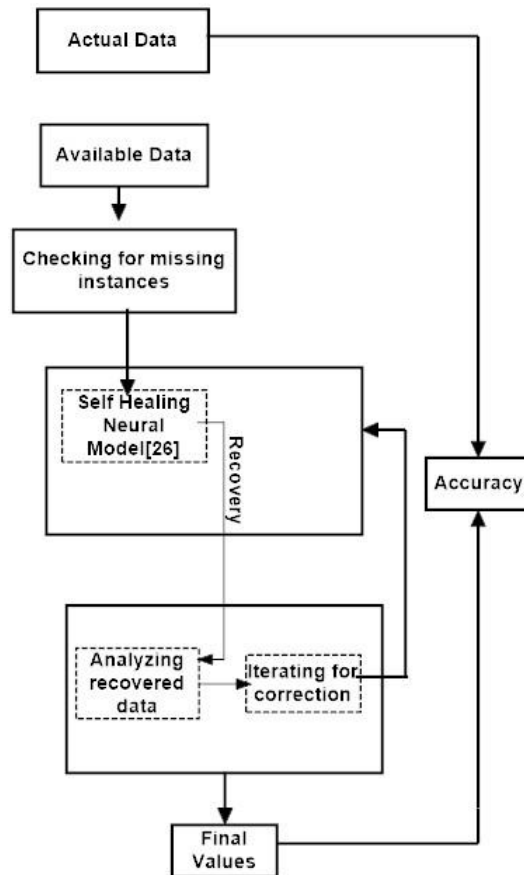 Actual Data
Available Data
Checking for missing
instances
Self Healing
Neural
Model[26]
Recovery
Accuracy
Analyzing
recovered
data
Iterating for
correction
Final
Values